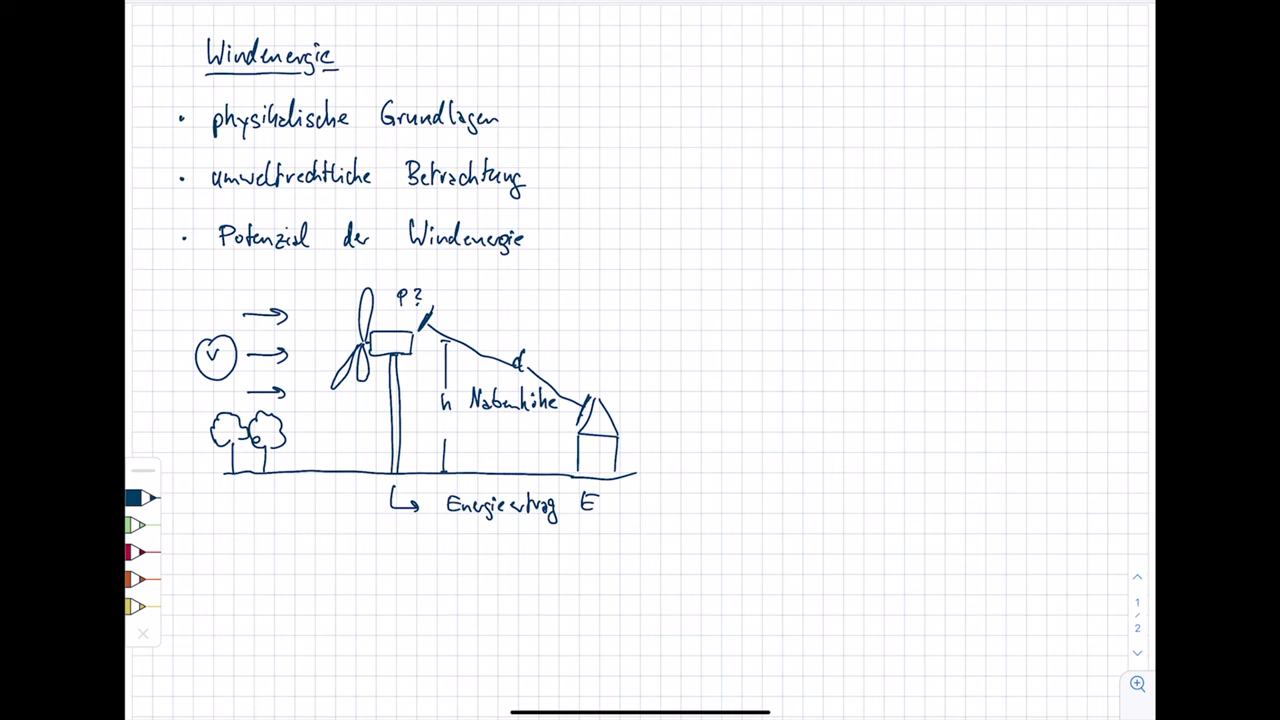 Windenergie
• physikalische Grundlagen
• umweltrechtliche Betrachtung
• Potenzial der Windenergie
P?
v
d
h Nabenhöhe
e
↳ Energieertrag E
1
/
2